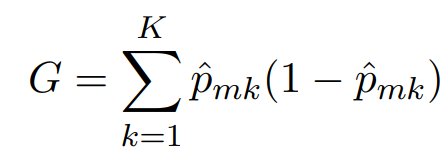 G = \sum_{k=1}^{K} \hat{p}_{mk}(1 - \hat{p}_{mk})